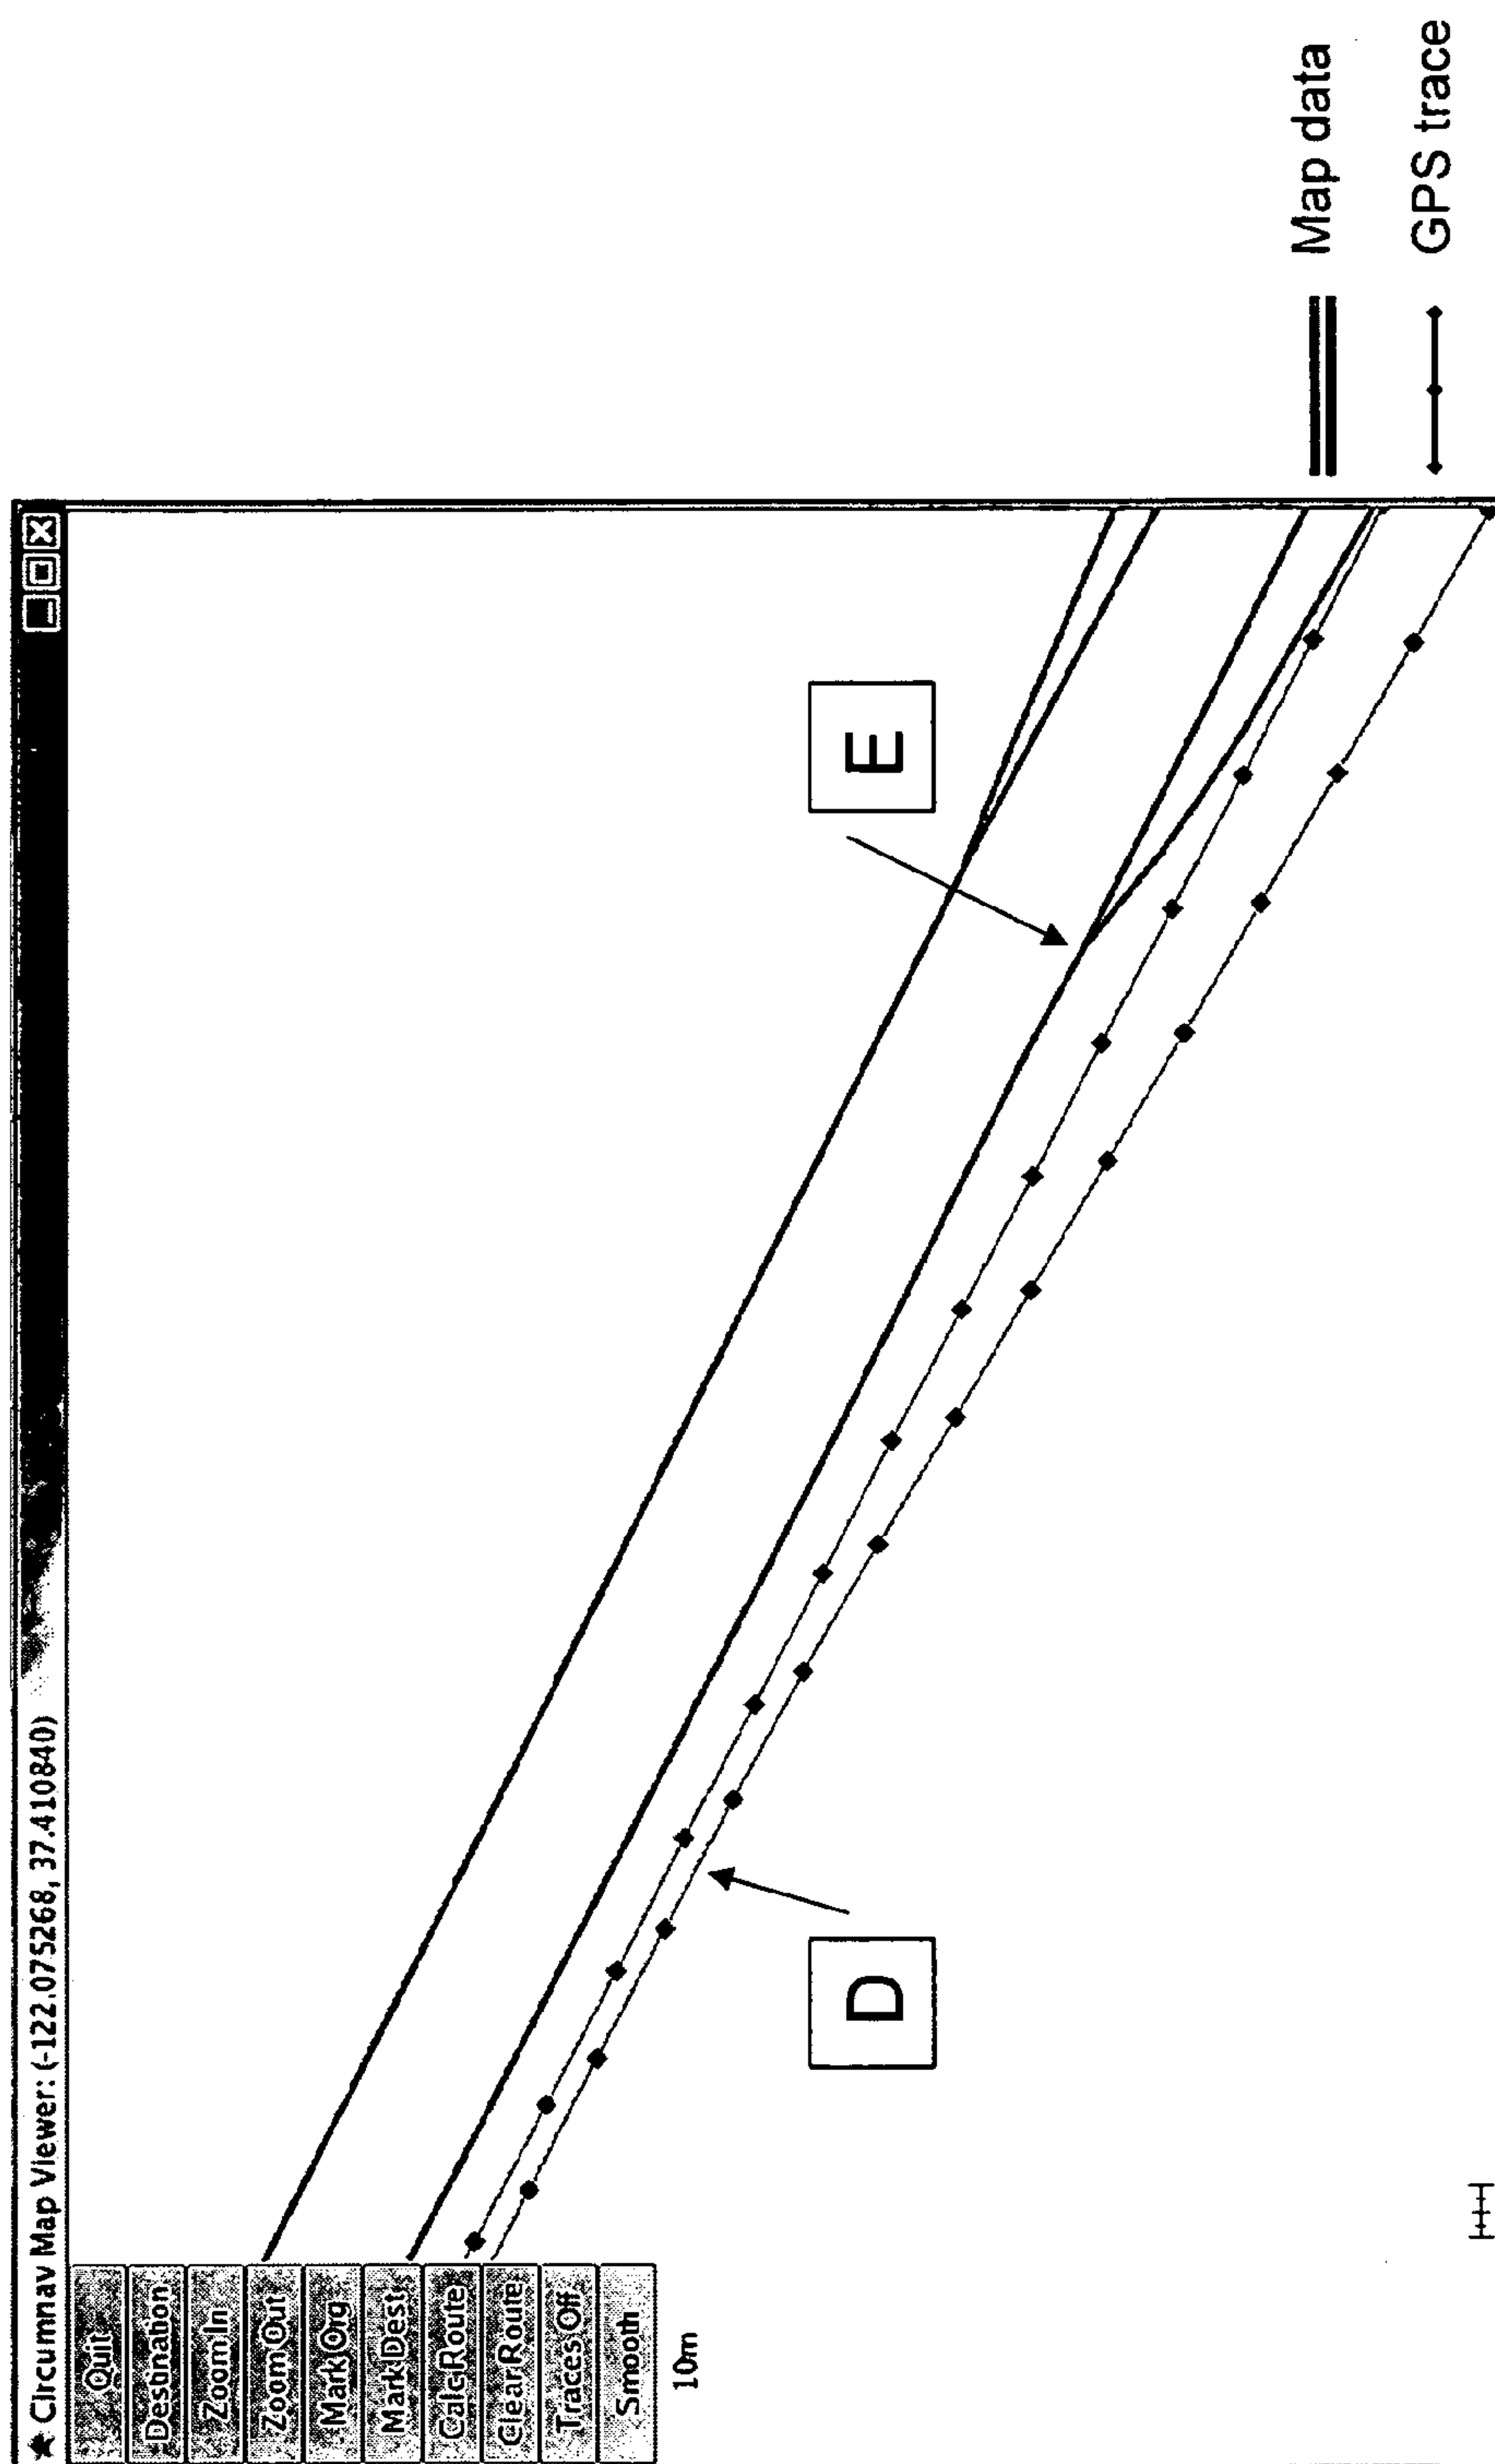 Circumnav Map Viewer: (-122.075268, 37.410840)
Quit
Destination
Zoom In
Zoom Out
Mark Org
Mark Dest
Calc Route
Clear Route
Traces Off
Smooth
10m
D
E
Map data
GPS trace